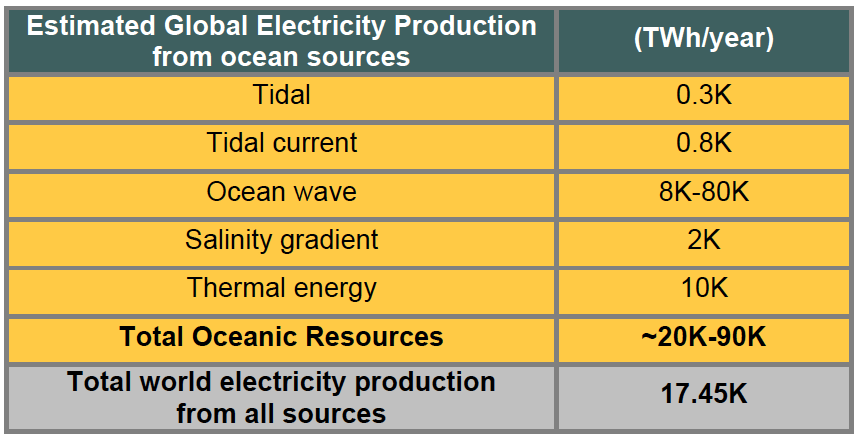 Estimated Global Electricity Production
from ocean sources
(TWh/year)
Tidal
0.3K
Tidal current
0.8K
Ocean wave
8K-80K
Salinity gradient
2K
Thermal energy
10K
Total Oceanic Resources
~20K-90K
Total world electricity production
from all sources
17.45K